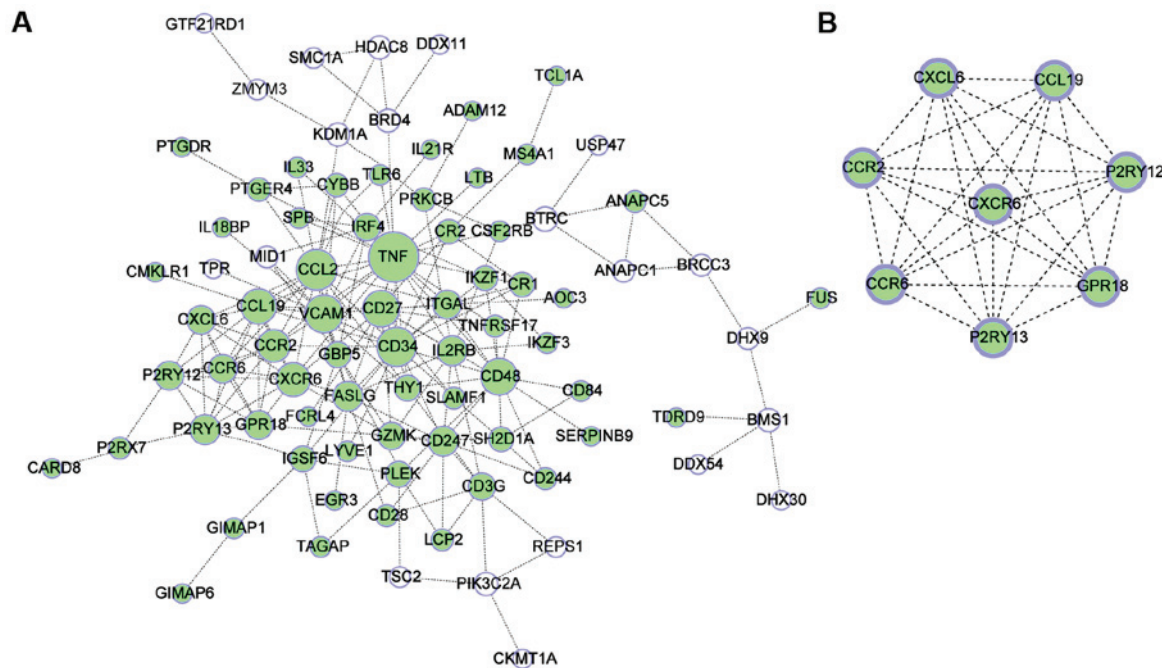 A
B
GTF21RD1
SMC1A
HDAC8
DDX11
ZMYM3
TCL1A
KDM1A
BRD4
ADAM12
PTGDR
IL33
IL21R
MS4A1
USP47
PTGER4
CYBB
TLR6
LTB
PRKCB
ANAPC5
IL18BP
SPB
IRF4
CR2
CSF2RB
BTRC
CMKLR1
TPR
MID1
CCL2
TNF
IKZF1
CR1
ANAPC1
BRCC3
CXCL6
CCL19
VCAM1
CD27
ITGAL
AOC3
FUS
TNFRSF17
CCR2
GBP5
CD34
IL2RB
IKZF3
DHX9
P2RY12
CCR6
CXCR6
FASLG
THY1
SLAMF1
CD48
CD84
P2RY13
GPR18
FCRL4
GZMK
CD247
SH2D1A
SERPINB9
TDRD9
BMS1
P2RX7
CARD8
IGSF6
LYVE1
PLEK
CD3G
CD244
DDX54
EGR3
CD28
DHX30
GIMAP1
TAGAP
LCP2
REPS1
GIMAP6
TSC2
PIK3C2A
CKMT1A
CXCL6
CCL19
CCR2
P2RY12
CXCR6
CCR6
GPR18
P2RY13